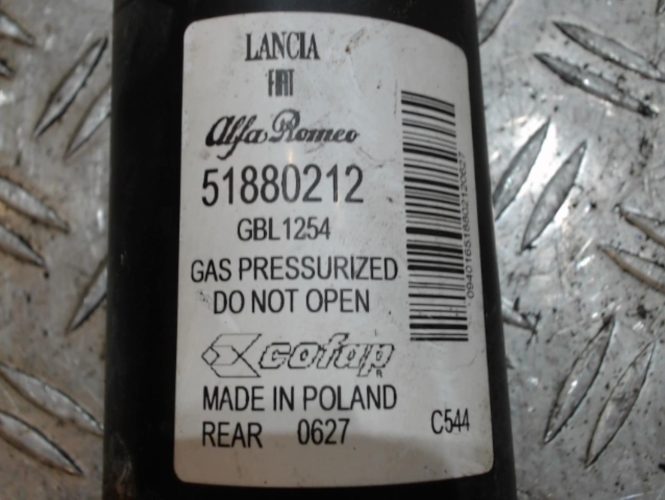 LANCIA
FIAT
Alfa Romeo
51880212
GBL1254
GAS PRESSURIZED
DO NOT OPEN
cofap
R
MADE IN POLAND
REAR 0627
C544